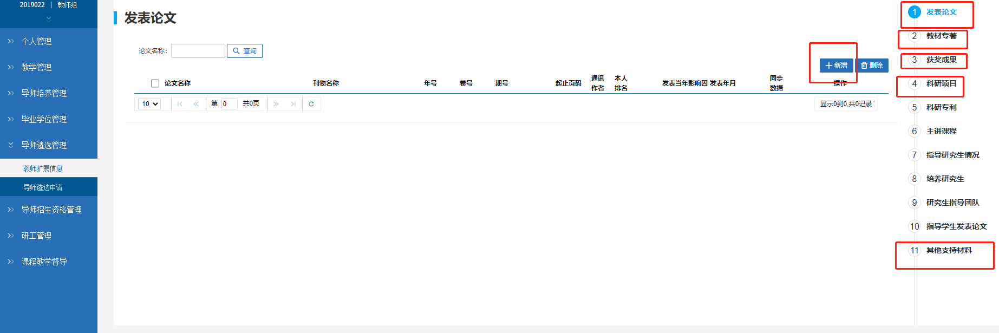 2019022 | 教师组
个人管理
教学管理
导师培养管理
毕业学位管理
导师遴选管理
教师扩展信息
导师遴选申请
导师招生资格管理
研工管理
课程教学督导
发表论文
论文名称:
查询
新增
删除
论文名称 刊物名称 年号 卷号 期号 起止页码 通讯作者 本人排名 发表当年影响因 发表年月 同步数据 操作
10 第 0 共0页
显示0到0,共0记录
1 发表论文
2 教材专著
3 获奖成果
4 科研项目
5 科研专利
6 主讲课程
7 指导研究生情况
8 培养研究生
9 研究生指导团队
10 指导学生发表论文
11 其他支持材料